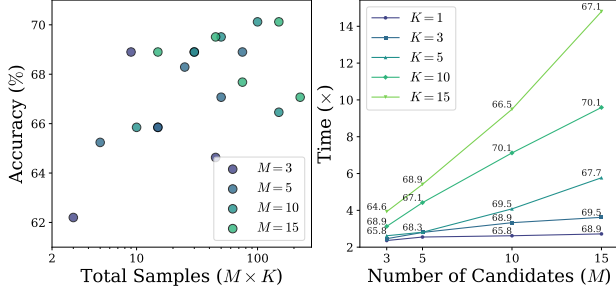 72
70
68
66
64
62
Accuracy (%)
2
10
100
Total Samples (M × K)
M = 3
M = 5
M = 10
M = 15
14
12
10
8
6
4
2
Time (×)
3
5
10
15
Number of Candidates (M)
K = 1
K = 3
K = 5
K = 10
K = 15
67.1
66.5
70.1
70.1
68.9
67.1
67.7
64.6
69.5
69.5
68.9
68.9
65.8
68.3
65.8
68.9